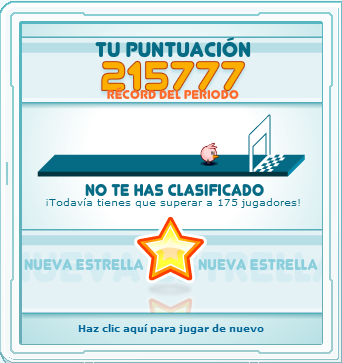 TU PUNTUACIÓN
215777
RECORD DEL PERIODO
NO TE HAS CLASIFICADO
¡Todavía tienes que superar a 175 jugadores!
NUEVA ESTRELLA NUEVA ESTRELLA
Haz clic aquí para jugar de nuevo